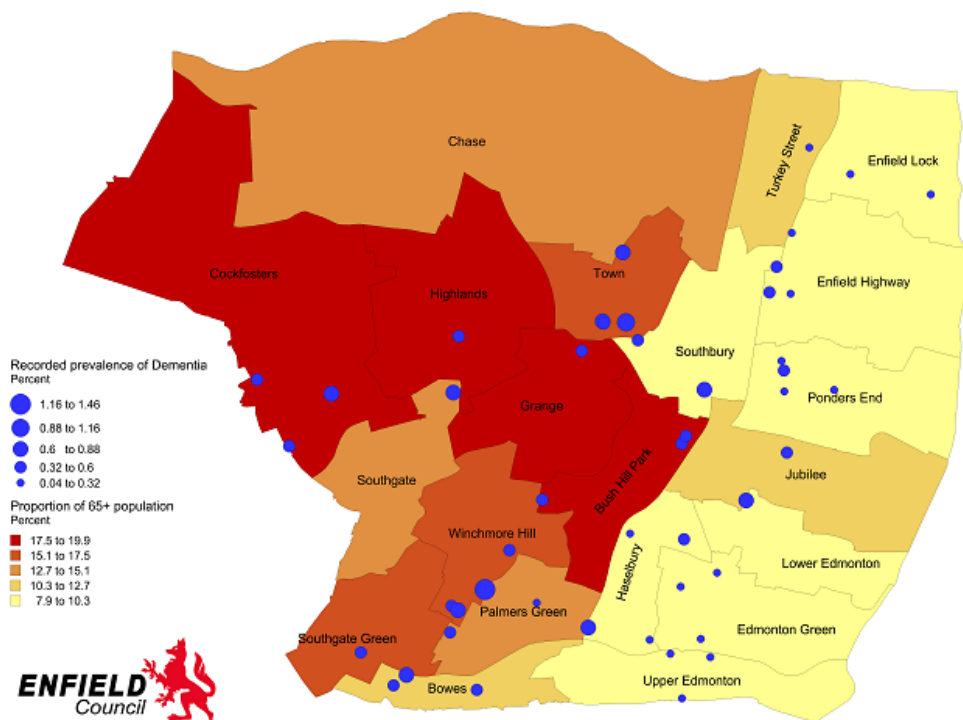 Chase
Turkey Street
Enfield Lock
Cockfosters
Highlands
Town
Enfield Highway
Southbury
Recorded prevalence of Dementia
Percent
1.16 to 1.46
0.88 to 1.16
0.6 to 0.88
0.32 to 0.6
0.04 to 0.32
Grange
Ponders End
Bush Hill Park
Jubilee
Southgate
Proportion of 65+ population
Percent
17.5 to 19.9
15.1 to 17.5
12.7 to 15.1
10.3 to 12.7
7.9 to 10.3
Winchmore Hill
Haselbury
Lower Edmonton
Palmers Green
Edmonton Green
Southgate Green
Upper Edmonton
Bowes
ENFIELD
Council